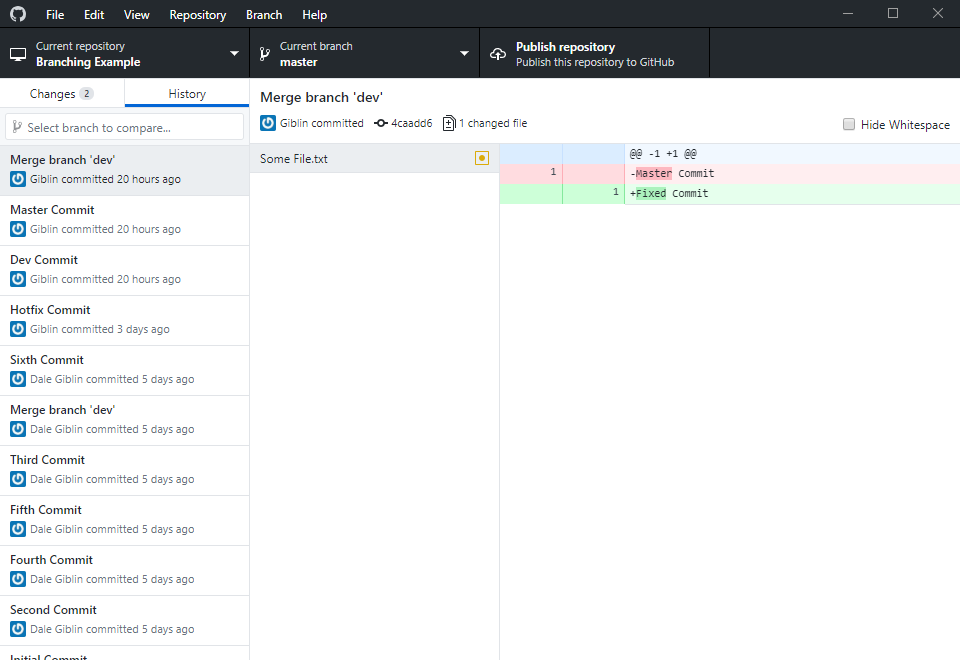 File Edit View Repository Branch Help
Current repository
Branching Example
Current branch
master
Publish repository
Publish this repository to GitHub
Changes 2
History
Select branch to compare...
Merge branch 'dev'
Giblin committed 20 hours ago
Master Commit
Giblin committed 20 hours ago
Dev Commit
Giblin committed 20 hours ago
Hotfix Commit
Giblin committed 3 days ago
Sixth Commit
Dale Giblin committed 5 days ago
Merge branch 'dev'
Dale Giblin committed 5 days ago
Third Commit
Dale Giblin committed 5 days ago
Fifth Commit
Dale Giblin committed 5 days ago
Fourth Commit
Dale Giblin committed 5 days ago
Second Commit
Dale Giblin committed 5 days ago
Initial Commit
Merge branch 'dev'
Giblin committed 4caadd6 1 changed file
Hide Whitespace
Some File.txt
@@ -1 +1 @@
1 -Master Commit
1 +Fixed Commit